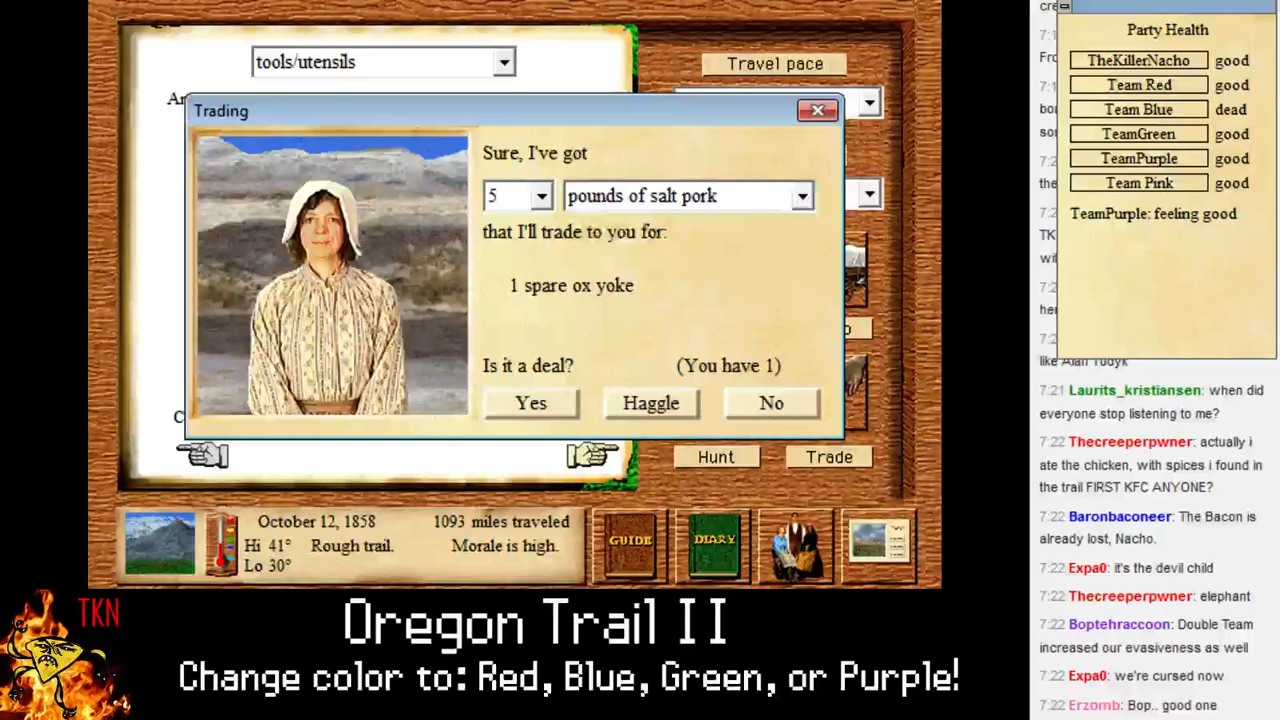 tools/utensils
Travel pace
Trading
Sure, I've got
5 pounds of salt pork
that I'll trade to you for:
1 spare ox yoke
Is it a deal? (You have 1)
Yes Haggle No
Hunt Trade
October 12, 1858 1093 miles traveled
Hi 41° Rough trail. Morale is high.
Lo 30°
GUIDE DIARY
TKN
Oregon Trail II
Change color to: Red, Blue, Green, or Purple!
Party Health
TheKillerNacho good
Team Red good
Team Blue dead
TeamGreen good
TeamPurple good
Team Pink good
TeamPurple: feeling good
like Alan Tudyk
7:21 Laurits_kristiansen: when did
everyone stop listening to me?
7:22 Thecreeperpwner: actually i
ate the chicken, with spices i found in
the trail FIRST KFC ANYONE?
7:22 Baronbaconeer: The Bacon is
already lost, Nacho.
7:22 Expa0: it's the devil child
7:22 Thecreeperpwner: elephant
7:22 Boptehraccoon: Double Team
increased our evasiveness as well
7:22 Expa0: we're cursed now
7:22 Erzomb: Bop.. good one